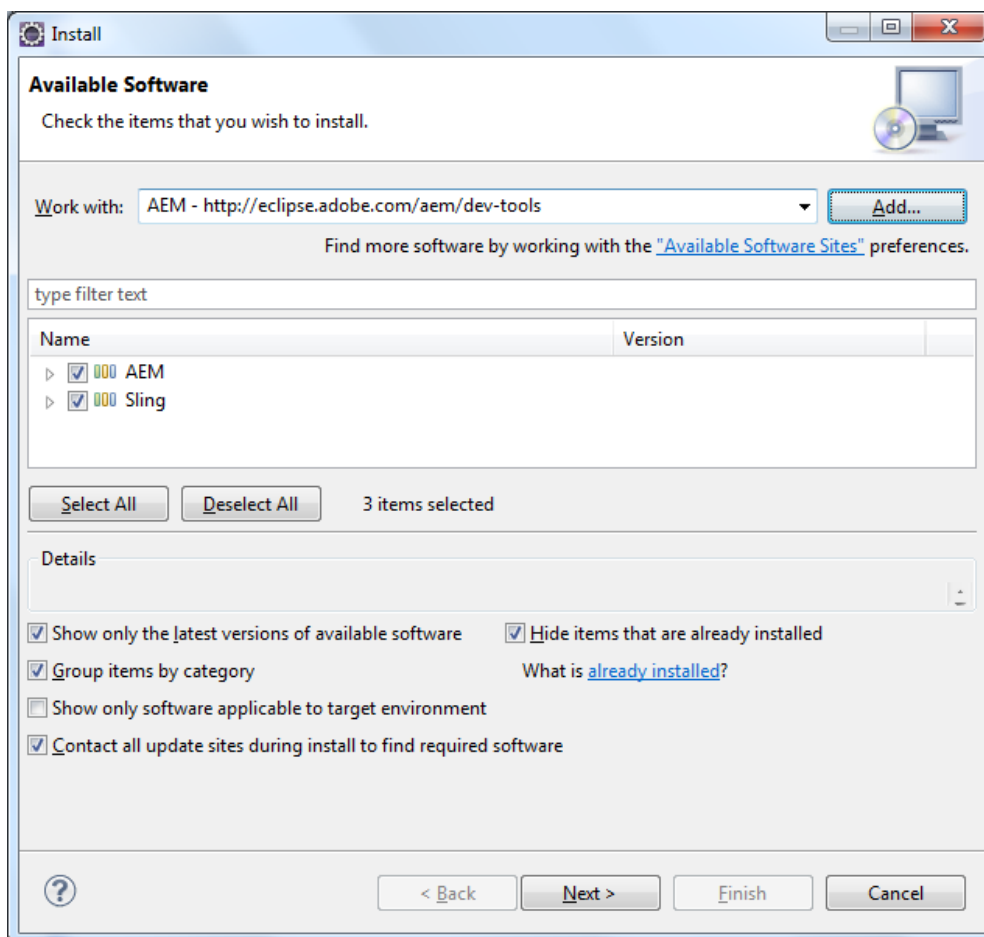 Install
Available Software
Check the items that you wish to install.
Work with: AEM - http://eclipse.adobe.com/aem/dev-tools Add...
Find more software by working with the "Available Software Sites" preferences.
type filter text
Name Version
AEM
Sling
Select All Deselect All 3 items selected
Details
Show only the latest versions of available software Hide items that are already installed
Group items by category What is already installed?
Show only software applicable to target environment
Contact all update sites during install to find required software
? < Back Next > Finish Cancel